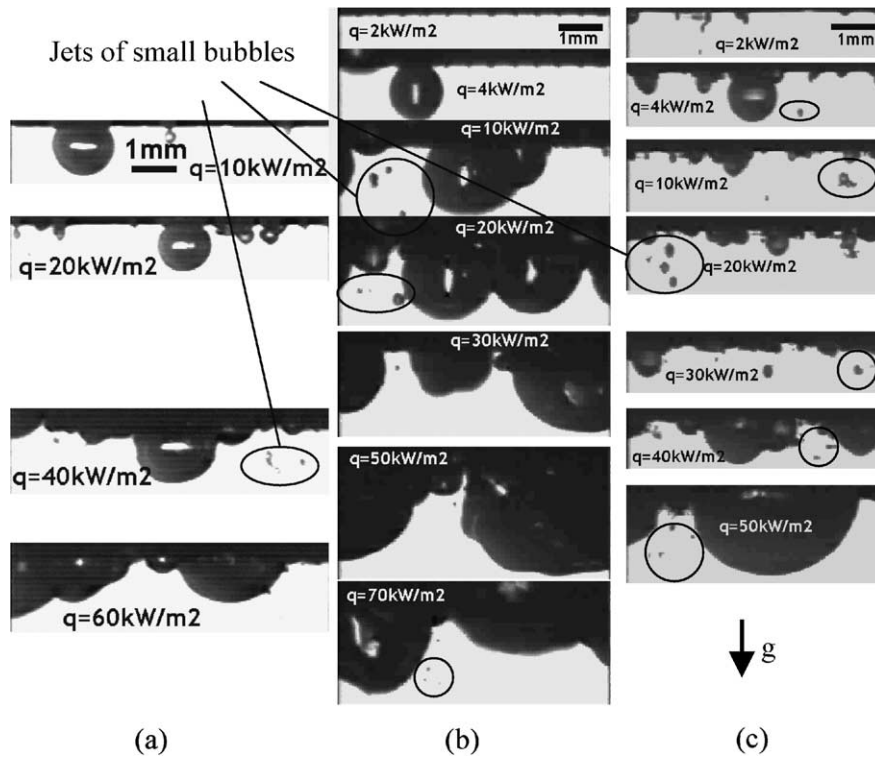 Jets of small bubbles
1mm
q=10kW/m2
q=20kW/m2
q=40kW/m2
q=60kW/m2
(a)
q=2kW/m2
1mm
q=4kW/m2
q=10kW/m2
q=20kW/m2
q=30kW/m2
q=50kW/m2
q=70kW/m2
(b)
q=2kW/m2
1mm
q=4kW/m2
q=10kW/m2
q=20kW/m2
q=30kW/m2
q=40kW/m2
q=50kW/m2
g
(c)